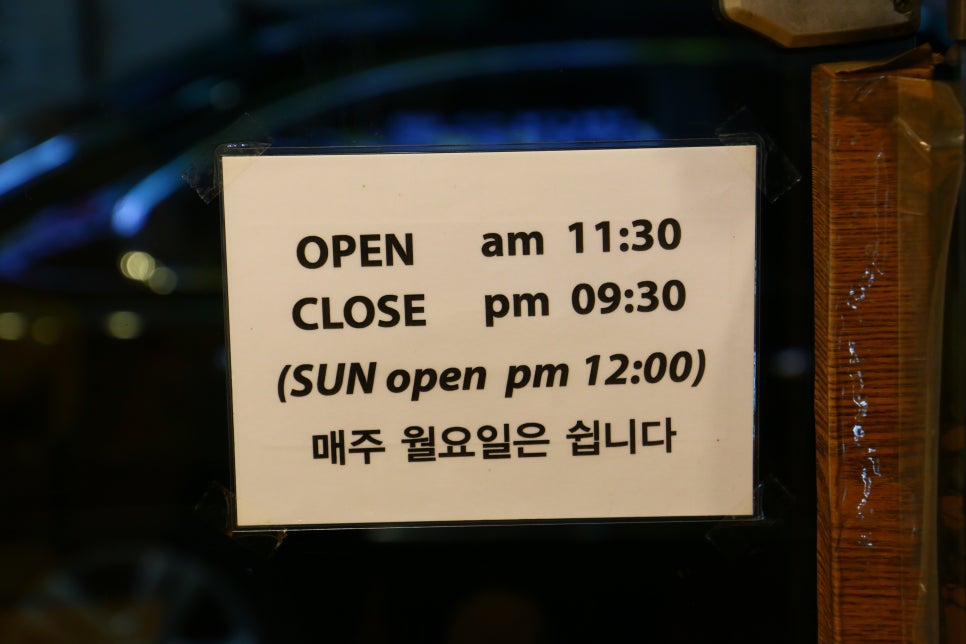 OPEN am 11:30
CLOSE pm 09:30
(SUN open pm 12:00)
매주 월요일은 쉽니다